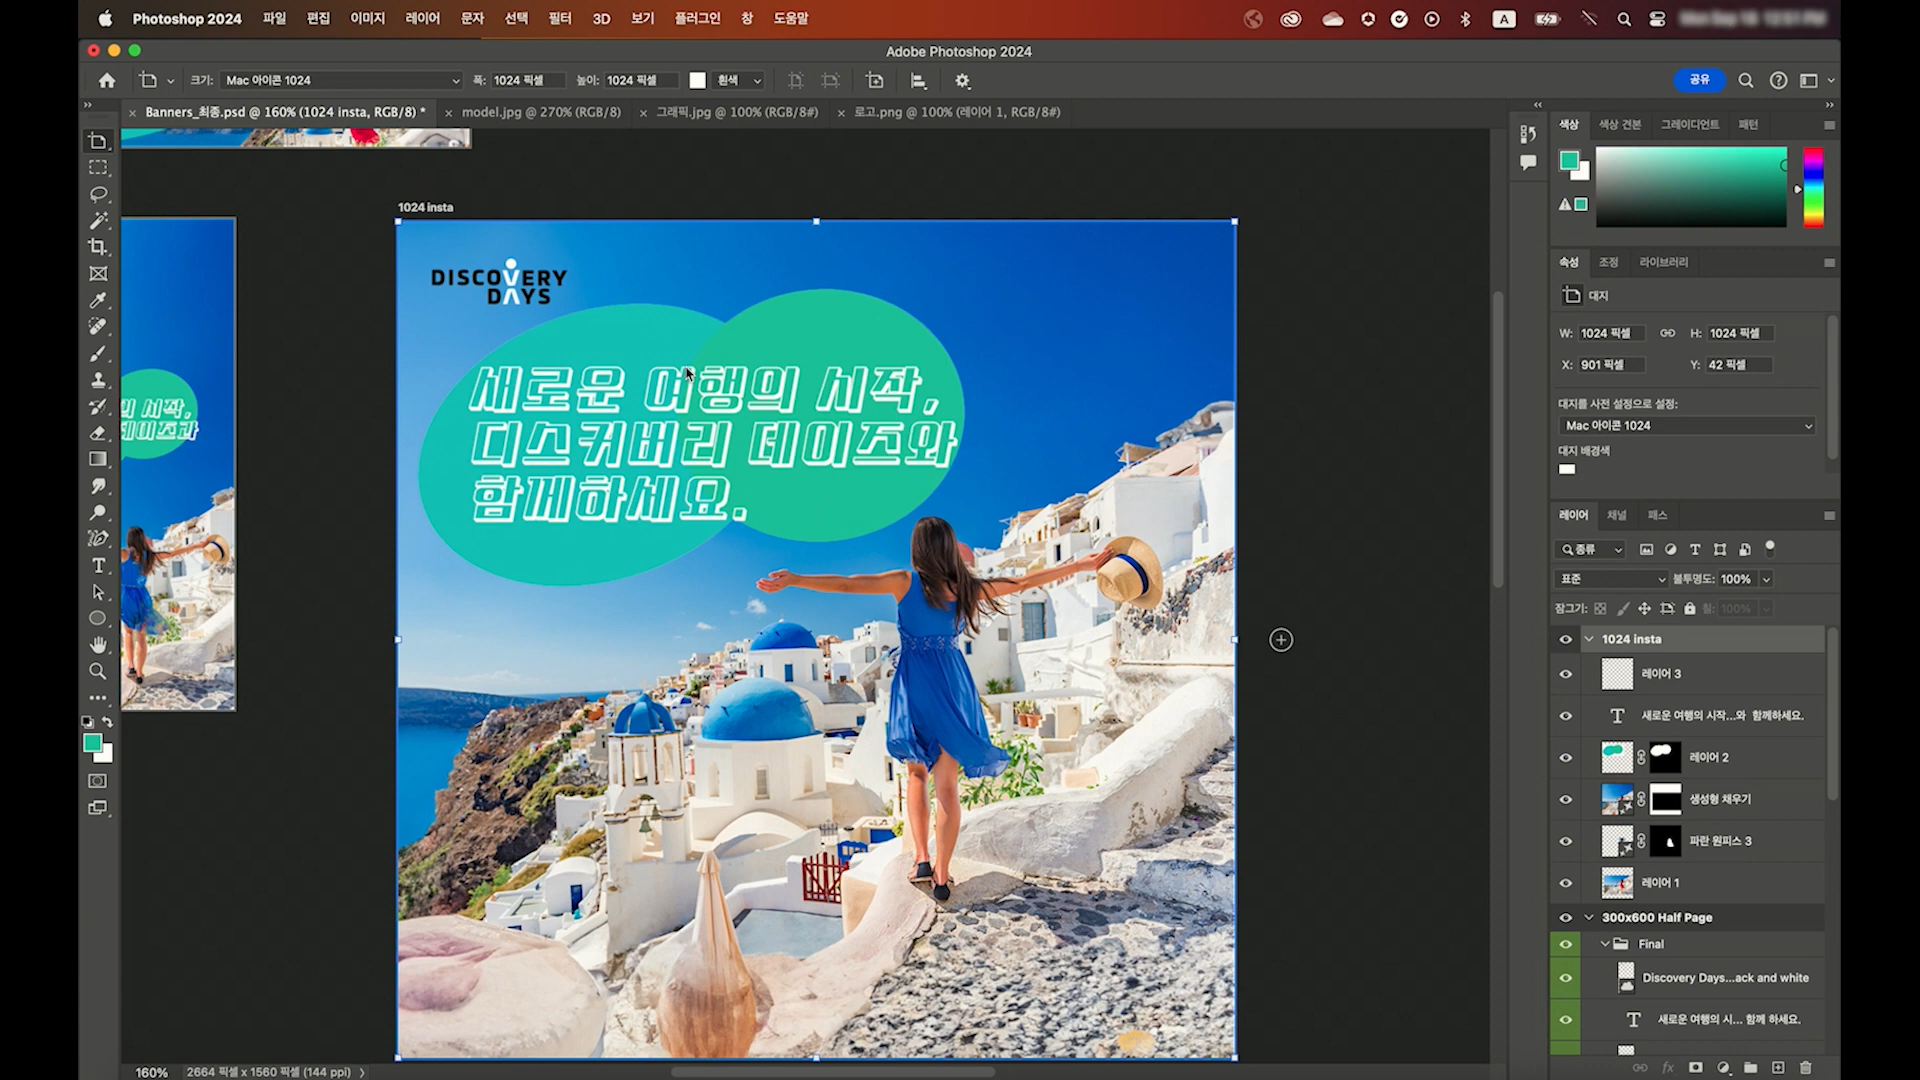 Photoshop 2024 파일 편집 이미지 레이어 문자 선택 필터 3D 보기 플러그인 창 도움말
A
Adobe Photoshop 2024
크기: Mac 아이콘 1024 폭: 1024 픽셀 높이: 1024 픽셀 흰색
공유
Banners_최종.psd @ 160% (1024 insta, RGB/8) *
model.jpg @ 270% (RGB/8)
그래픽.jpg @ 100% (RGB/8#)
로고.png @ 100% (레이어 1, RGB/8#)
색상 색상 견본 그레이디언트 패턴
속성 조정 라이브러리
대지
W: 1024 픽셀 H: 1024 픽셀
X: 901 픽셀 Y: 42 픽셀
대지를 사전 설정으로 설정:
Mac 아이콘 1024
대지 배경색
레이어 채널 패스
종류
표준 불투명도: 100%
잠그기: 칠: 100%
1024 insta
레이어 3
새로운 여행의 시작...와 함께하세요.
레이어 2
생성형 채우기
파란 원피스 3
레이어 1
300x600 Half Page
Final
Discovery Days...ack and white
새로운 여행의 시... 함께 하세요.
1024 insta
DISCOVERY
DAYS
새로운 여행의 시작,
디스커버리 데이즈와
함께하세요.
의 시작,
데이즈과
160% 2664 픽셀 x 1560 픽셀 (144 ppi)